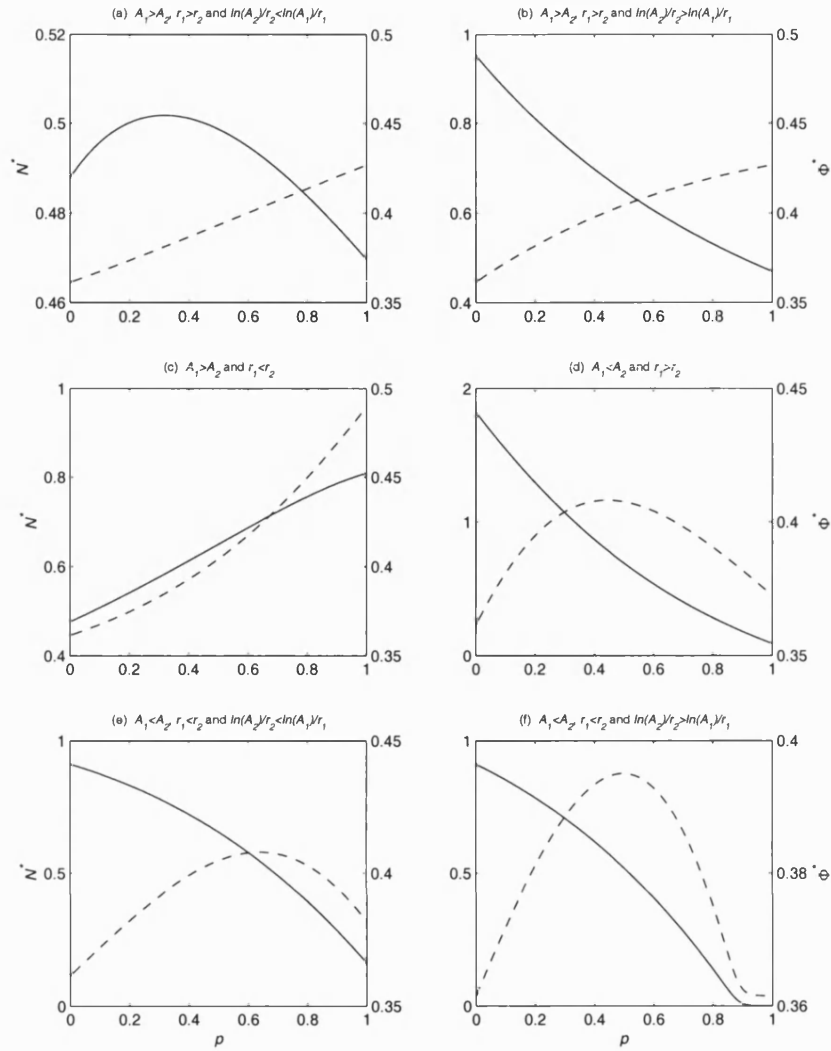 (a) A₁>A₂, r₁>r₂ and ln(A₂)/r₂<ln(A₁)/r₁
0.52
0.5
0.48
0.46
0.5
0.45
0.4
0.35
N*
0 0.2 0.4 0.6 0.8 1
(b) A₁>A₂, r₁>r₂ and ln(A₂)/r₂>ln(A₁)/r₁
1
0.8
0.6
0.4
0.5
0.45
0.4
0.35
Φ*
0 0.2 0.4 0.6 0.8 1
(c) A₁>A₂ and r₁<r₂
1
0.8
0.6
0.4
0.5
0.45
0.4
0.35
N*
0 0.2 0.4 0.6 0.8 1
(d) A₁<A₂ and r₁>r₂
2
1
0
0.45
0.4
0.35
Φ*
0 0.2 0.4 0.6 0.8 1
(e) A₁<A₂, r₁<r₂ and ln(A₂)/r₂<ln(A₁)/r₁
1
0.5
0
0.45
0.4
0.35
N*
0 0.2 0.4 0.6 0.8 1
p
(f) A₁<A₂, r₁<r₂ and ln(A₂)/r₂>ln(A₁)/r₁
1
0.5
0
0.4
0.38
0.36
Φ*
0 0.2 0.4 0.6 0.8 1
p